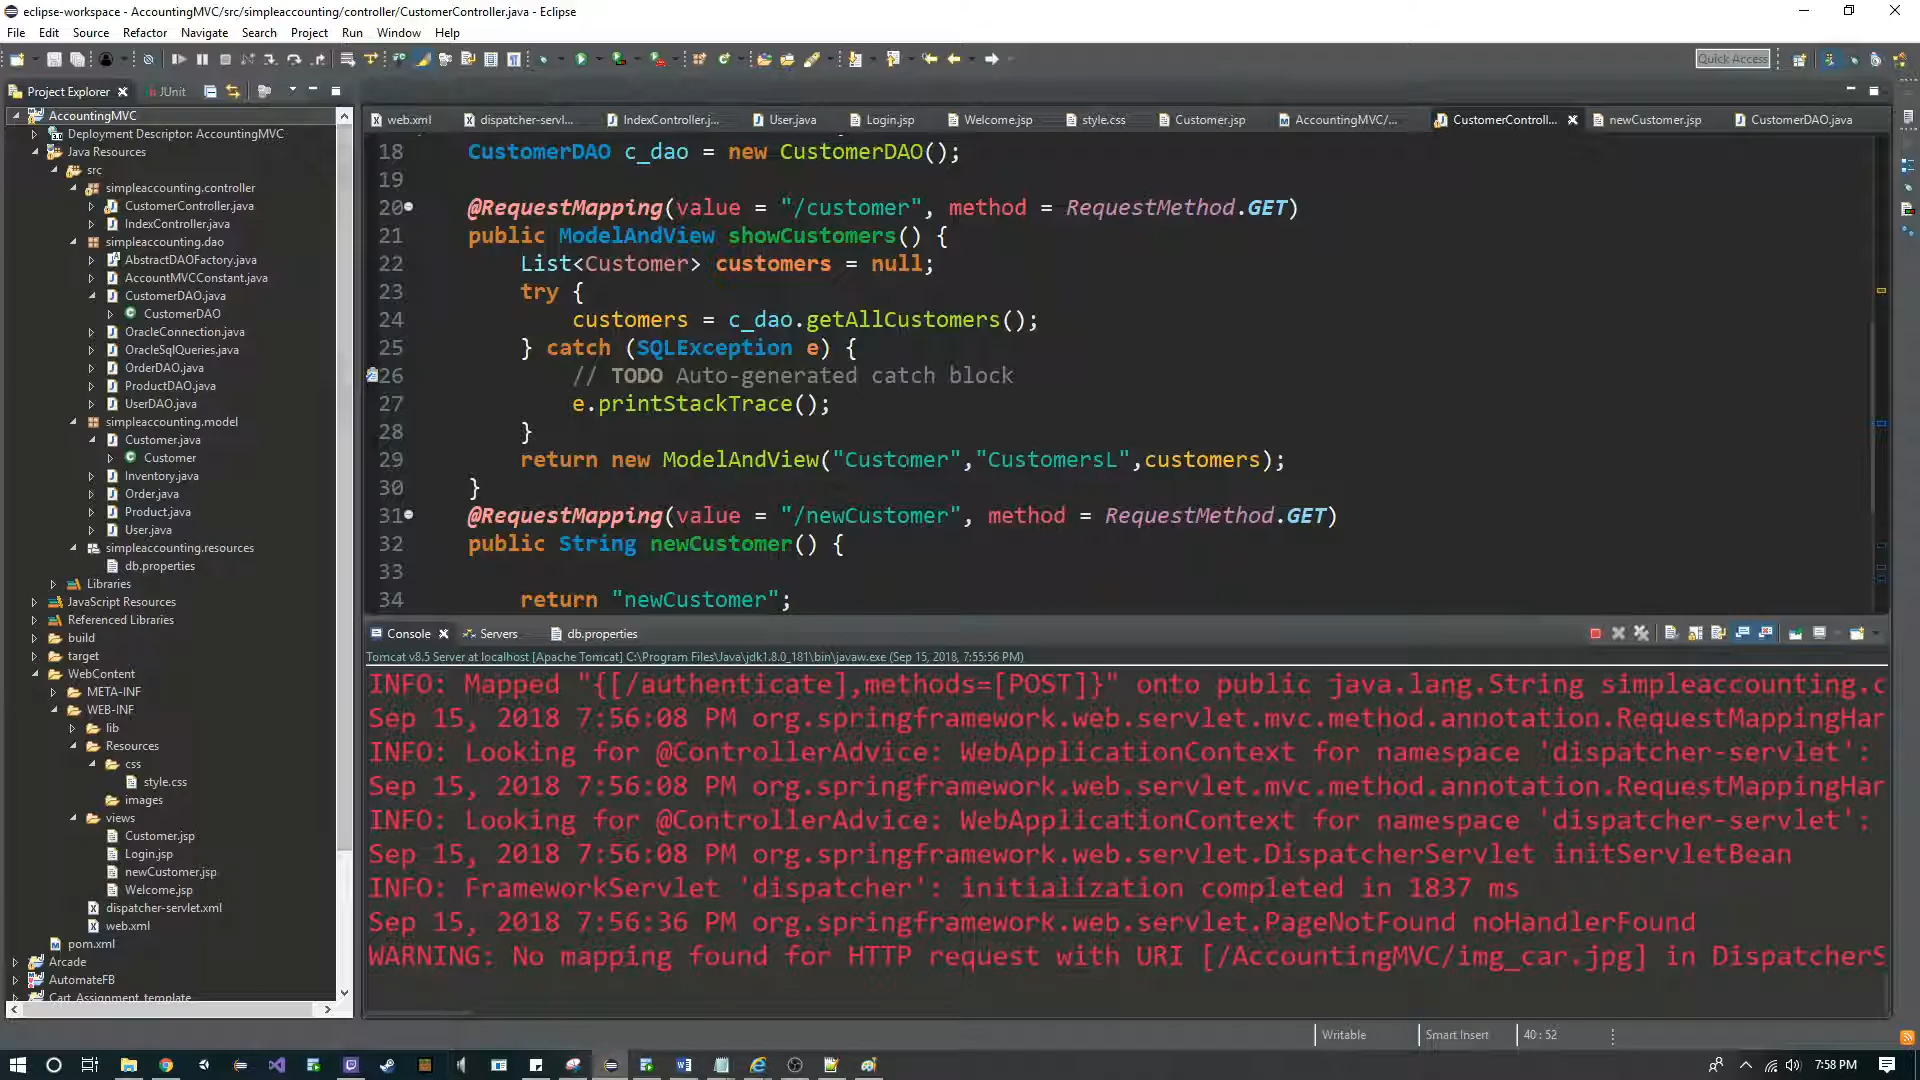 eclipse-workspace - AccountingMVC/src/simpleaccounting/controller/CustomerController.java - Eclipse
File Edit Source Refactor Navigate Search Project Run Window Help
Quick Access
Project Explorer
JUnit
AccountingMVC
Deployment Descriptor: AccountingMVC
Java Resources
src
simpleaccounting.controller
CustomerController.java
IndexController.java
simpleaccounting.dao
AbstractDAOFactory.java
AccountMVCConstant.java
CustomerDAO.java
CustomerDAO
OracleConnection.java
OracleSqlQueries.java
OrderDAO.java
ProductDAO.java
UserDAO.java
simpleaccounting.model
Customer.java
Customer
Inventory.java
Order.java
Product.java
User.java
simpleaccounting.resources
db.properties
Libraries
JavaScript Resources
Referenced Libraries
build
target
WebContent
META-INF
WEB-INF
lib
Resources
css
style.css
images
views
Customer.jsp
Login.jsp
newCustomer.jsp
Welcome.jsp
dispatcher-servlet.xml
web.xml
pom.xml
Arcade
AutomateFB
Cart_Assignment_template
web.xml dispatcher-servl... IndexController.j... User.java Login.jsp Welcome.jsp style.css Customer.jsp AccountingMVC/... CustomerControll... newCustomer.jsp CustomerDAO.java
18 CustomerDAO c_dao = new CustomerDAO();
19
20 @RequestMapping(value = "/customer", method = RequestMethod.GET)
21 public ModelAndView showCustomers() {
22 List<Customer> customers = null;
23 try {
24 customers = c_dao.getAllCustomers();
25 } catch (SQLException e) {
26 // TODO Auto-generated catch block
27 e.printStackTrace();
28 }
29 return new ModelAndView("Customer","CustomersL",customers);
30 }
31 @RequestMapping(value = "/newCustomer", method = RequestMethod.GET)
32 public String newCustomer() {
33
34 return "newCustomer";
Console Servers db.properties
Tomcat v8.5 Server at localhost [Apache Tomcat] C:\Program Files\Java\jdk1.8.0_181\bin\javaw.exe (Sep 15, 2018, 7:55:56 PM)
INFO: Mapped "{[/authenticate],methods=[POST]}" onto public java.lang.String simpleaccounting.c
Sep 15, 2018 7:56:08 PM org.springframework.web.servlet.mvc.method.annotation.RequestMappingHar
INFO: Looking for @ControllerAdvice: WebApplicationContext for namespace 'dispatcher-servlet':
Sep 15, 2018 7:56:08 PM org.springframework.web.servlet.mvc.method.annotation.RequestMappingHar
INFO: Looking for @ControllerAdvice: WebApplicationContext for namespace 'dispatcher-servlet':
Sep 15, 2018 7:56:08 PM org.springframework.web.servlet.DispatcherServlet initServletBean
INFO: FrameworkServlet 'dispatcher': initialization completed in 1837 ms
Sep 15, 2018 7:56:36 PM org.springframework.web.servlet.PageNotFound noHandlerFound
WARNING: No mapping found for HTTP request with URI [/AccountingMVC/img_car.jpg] in DispatcherS
Writable Smart Insert 40 : 52
7:58 PM